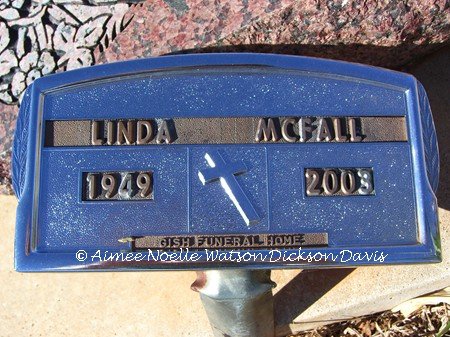 LINDA MCFALL
1949 2003
GISH FUNERAL HOME
© Aimee Noelle Watson Dickson Davis